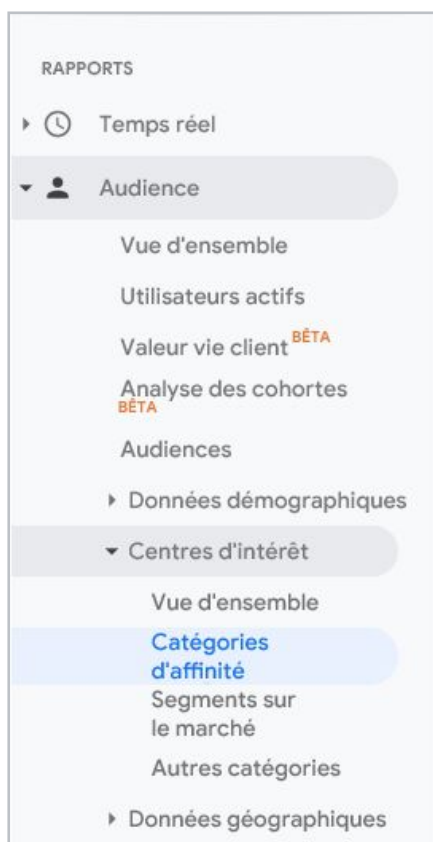 RAPPORTS
Temps réel
Audience
Vue d'ensemble
Utilisateurs actifs
Valeur vie client BÊTA
Analyse des cohortes
BÊTA
Audiences
Données démographiques
Centres d'intérêt
Vue d'ensemble
Catégories
d'affinité
Segments sur
le marché
Autres catégories
Données géographiques